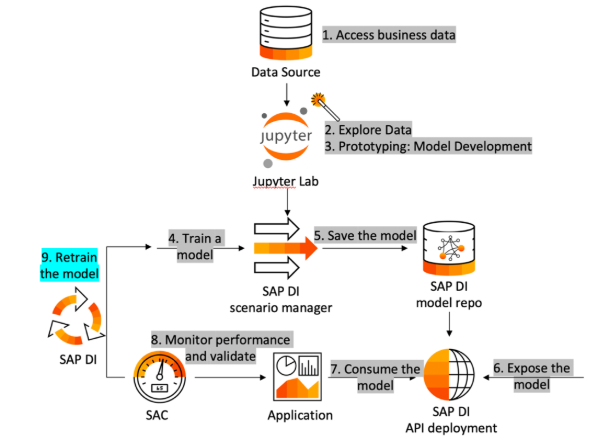 1. Access business data
Data Source
jupyter
2. Explore Data
3. Prototyping: Model Development
Jupyter Lab
4. Train a
model
5. Save the model
9. Retrain
the model
SAP DI
scenario manager
SAP DI
model repo
SAP DI
8. Monitor performance
and validate
7. Consume the
model
6. Expose the
model
SAC
Application
SAP DI
API deployment